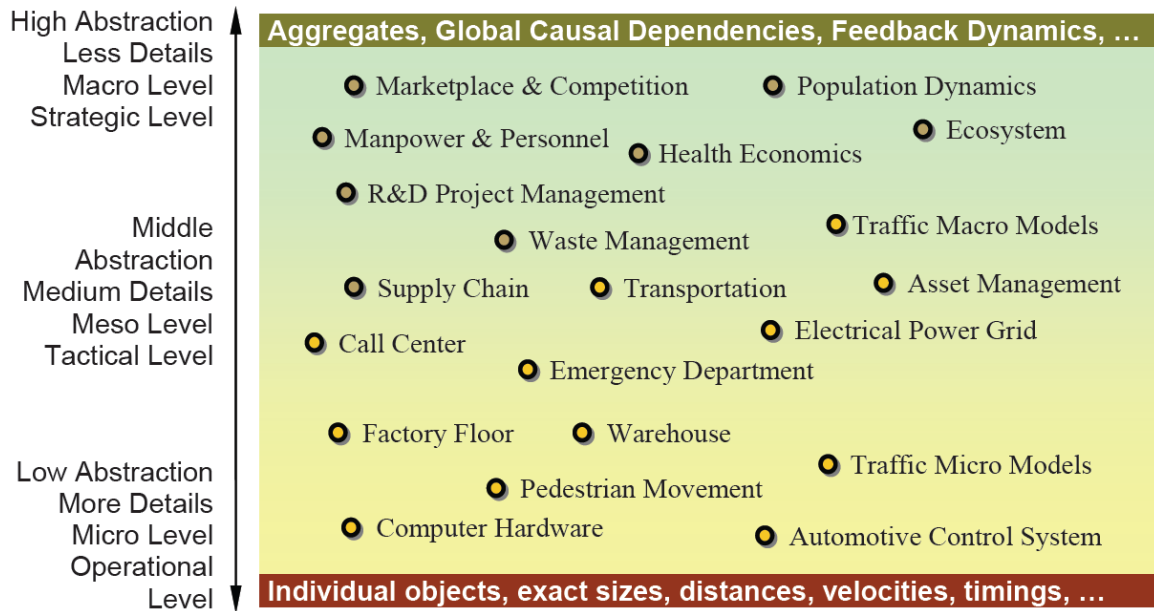 High Abstraction
Less Details
Macro Level
Strategic Level
Middle
Abstraction
Medium Details
Meso Level
Tactical Level
Low Abstraction
More Details
Micro Level
Operational
Level
Aggregates, Global Causal Dependencies, Feedback Dynamics, …
Marketplace & Competition
Population Dynamics
Ecosystem
Manpower & Personnel
Health Economics
R&D Project Management
Traffic Macro Models
Waste Management
Supply Chain
Transportation
Asset Management
Electrical Power Grid
Call Center
Emergency Department
Factory Floor
Warehouse
Traffic Micro Models
Pedestrian Movement
Computer Hardware
Automotive Control System
Individual objects, exact sizes, distances, velocities, timings, …